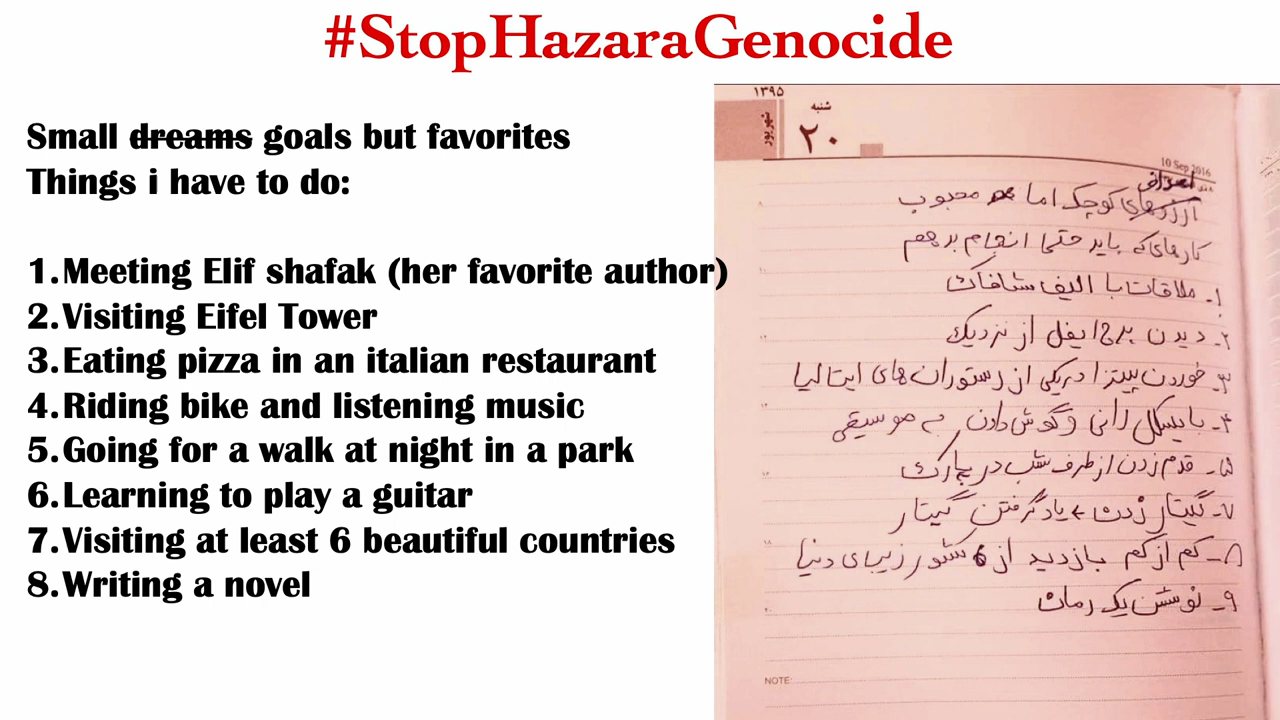 #StopHazaraGenocide
Small dreams goals but favorites
Things i have to do:
1. Meeting Elif shafak (her favorite author)
2. Visiting Eifel Tower
3. Eating pizza in an italian restaurant
4. Riding bike and listening music
5. Going for a walk at night in a park
6. Learning to play a guitar
7. Visiting at least 6 beautiful countries
8. Writing a novel
۱۳۹۵
شنبه
۲۰
شهریور
10 Sep 2016
اهداف
آرزوهای کوچک اما محبوب
کارهای که باید حتما انجام بدهم
۱- ملاقات با الیف شافاک
۲- دیدن برج ایفل از نزدیک
۳- خوردن پیتزا در یکی از رستوران های ایتالیا
۴- بایسکل رانی و گوش دادن به موسیقی
۵- قدم زدن از طرف شب در پارک
۷- گیتار زدن ← یاد گرفتن گیتار
۸- کم از کم بازدید از 6 کشور زیبای دنیا
۹- نوشتن یک رمان
NOTE: